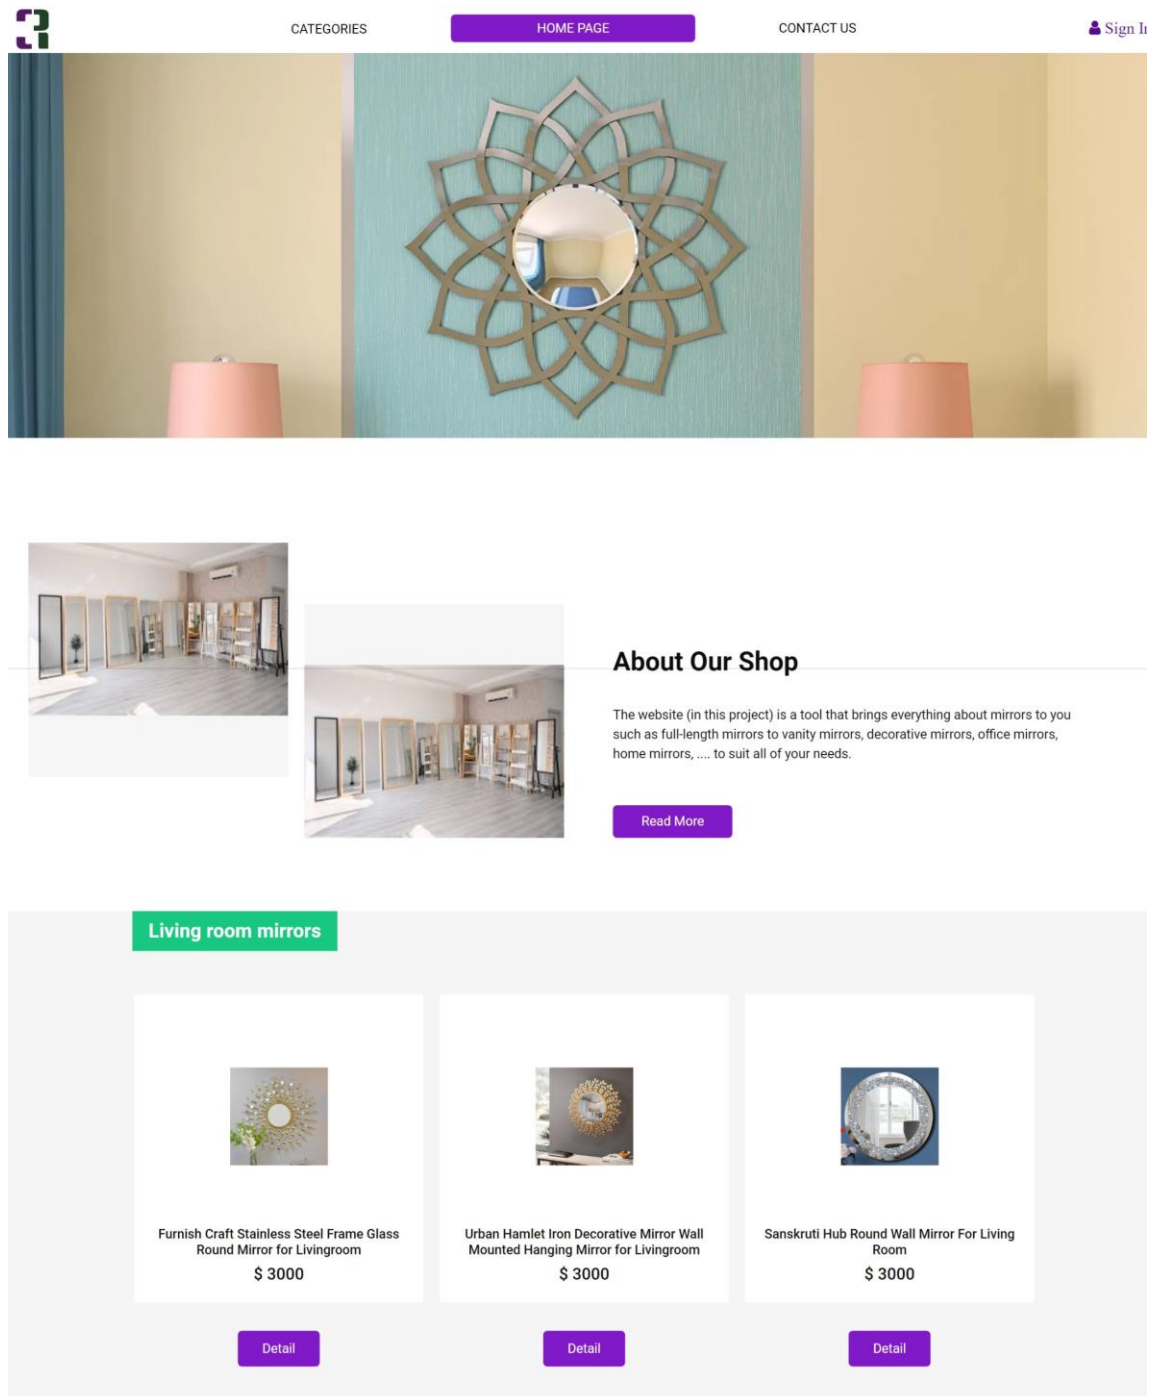 CATEGORIES
HOME PAGE
CONTACT US
Sign In
About Our Shop
The website (in this project) is a tool that brings everything about mirrors to you
such as full-length mirrors to vanity mirrors, decorative mirrors, office mirrors,
home mirrors, .... to suit all of your needs.
Read More
Living room mirrors
Furnish Craft Stainless Steel Frame Glass
Round Mirror for Livingroom
$ 3000
Urban Hamlet Iron Decorative Mirror Wall
Mounted Hanging Mirror for Livingroom
$ 3000
Sanskruti Hub Round Wall Mirror For Living
Room
$ 3000
Detail
Detail
Detail